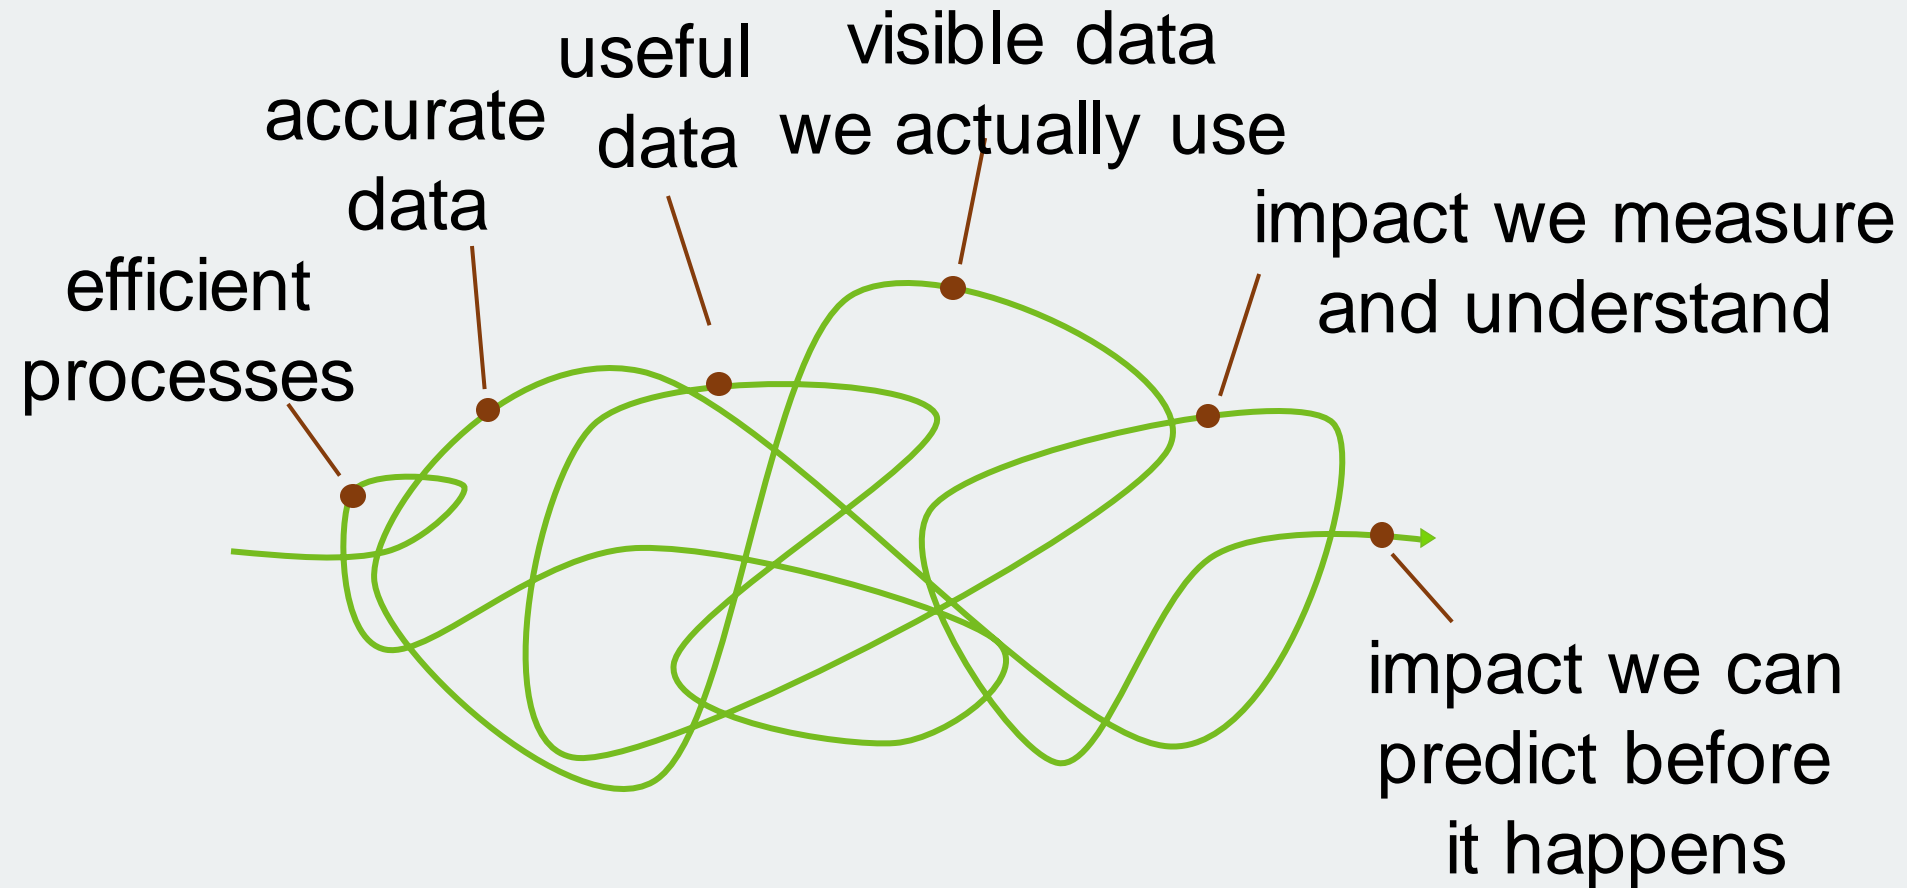 efficient
processes
accurate
data
useful
data
visible data
we actually use
impact we measure
and understand
impact we can
predict before
it happens